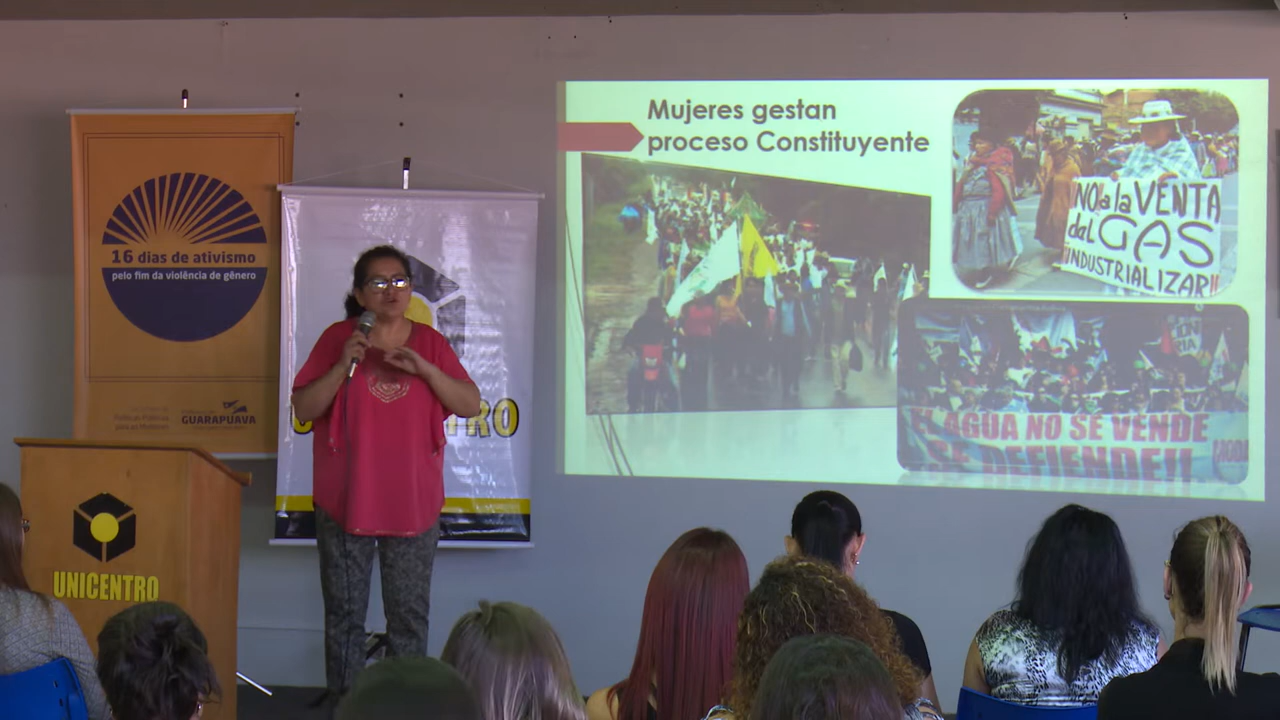 16 dias de ativismo
pelo fim da violência de gênero
GUARAPUAVA
UNICENTRO
TRO
Mujeres gestan
proceso Constituyente
NO a la VENTA
del GAS
¡INDUSTRIALIZAR!!
EL AGUA NO SE VENDE
SE DEFIENDE!!